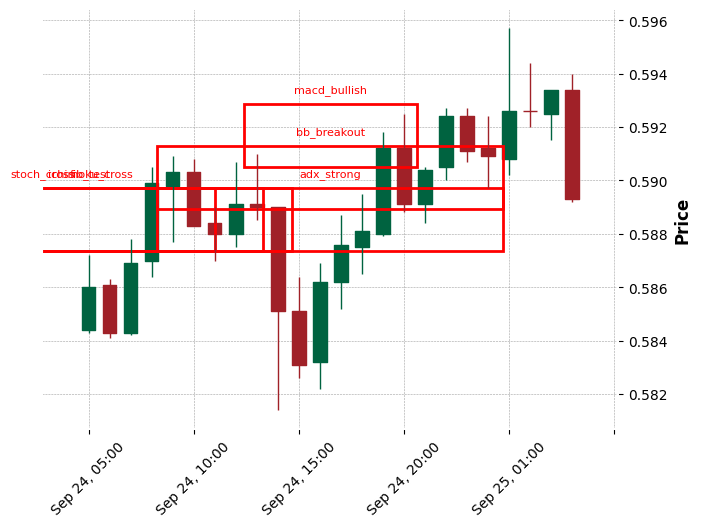 0.596
0.594
macd_bullish
0.592
bb_breakout
adx_strong
0.590
0.588
Price
0.586
0.584
0.582
Sep 24, 05:00
Sep 24, 10:00
Sep 24, 15:00
Sep 24, 20:00
Sep 25, 01:00